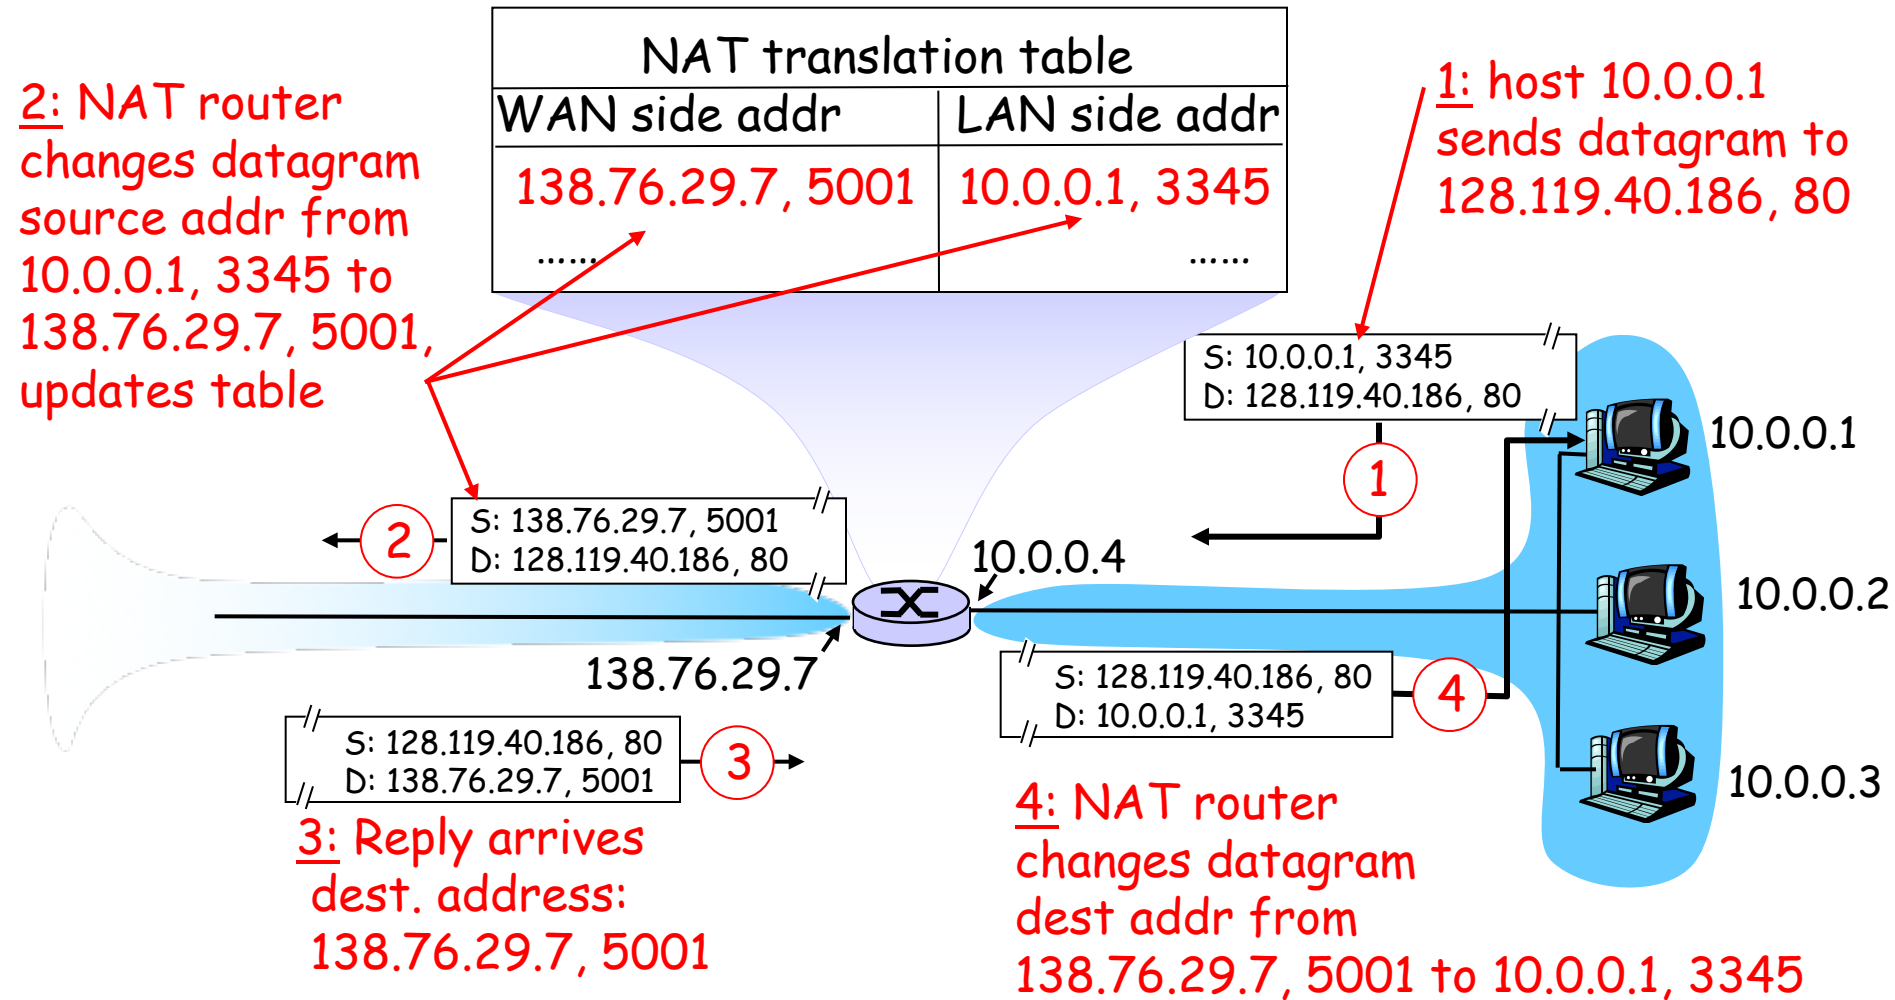 NAT translation table
WAN side addr LAN side addr
138.76.29.7, 5001 10.0.0.1, 3345
...... ......
2: NAT router
changes datagram
source addr from
10.0.0.1, 3345 to
138.76.29.7, 5001,
updates table
1: host 10.0.0.1
sends datagram to
128.119.40.186, 80
S: 10.0.0.1, 3345
D: 128.119.40.186, 80
1
10.0.0.1
S: 138.76.29.7, 5001
D: 128.119.40.186, 80
2
10.0.0.4
10.0.0.2
138.76.29.7
S: 128.119.40.186, 80
D: 10.0.0.1, 3345
4
S: 128.119.40.186, 80
D: 138.76.29.7, 5001
3
10.0.0.3
3: Reply arrives
dest. address:
138.76.29.7, 5001
4: NAT router
changes datagram
dest addr from
138.76.29.7, 5001 to 10.0.0.1, 3345